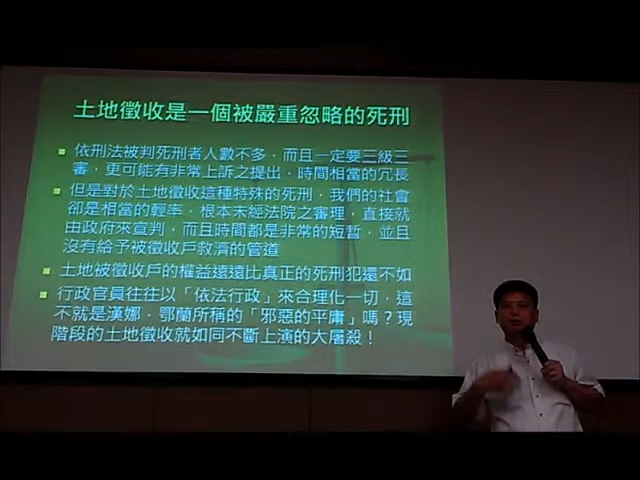 土地徵收是一個被嚴重忽略的死刑
依刑法被判死刑者人數不多，而且一定要三級三
審，更可能有非常上訴之提出，時間相當的冗長
但是對於土地徵收這種特殊的死刑，我們的社會
卻是相當的輕率，根本未經法院之審理，直接就
由政府來宣判，而且時間都是非常的短暫，並且
沒有給予被徵收戶救濟的管道
土地被徵收戶的權益遠遠比真正的死刑犯還不如
行政官員往往以「依法行政」來合理化一切，這
不就是漢娜．鄂蘭所稱的「邪惡的平庸」嗎？現
階段的土地徵收就如同不斷上演的大屠殺！